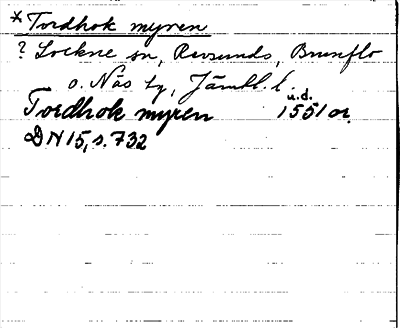 *Tordhok myren
? Lockne sn, Revsunds, Brunflo
o. Näs tg, Jämtl. l.
u.d.
Tordhok myren 1551 or.
DN 15, s. 732